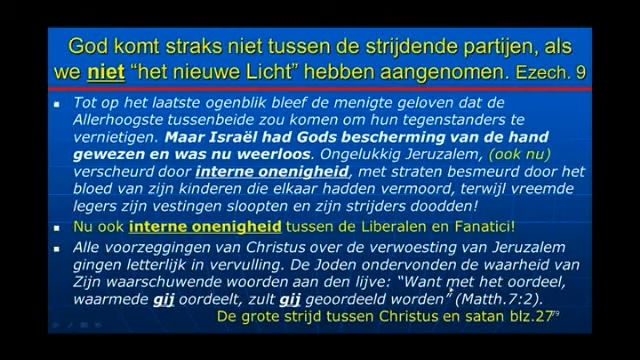 God komt straks niet tussen de strijdende partijen, als
we niet “het nieuwe Licht” hebben aangenomen. Ezech. 9
Tot op het laatste ogenblik bleef de menigte geloven dat de
Allerhoogste tussenbeide zou komen om hun tegenstanders te
vernietigen. Maar Israël had Gods bescherming van de hand
gewezen en was nu weerloos. Ongelukkig Jeruzalem, (ook nu)
verscheurd door interne onenigheid, met straten besmeurd door het
bloed van zijn kinderen die elkaar hadden vermoord, terwijl vreemde
legers zijn vestingen sloopten en zijn strijders doodden!
Nu ook interne onenigheid tussen de Liberalen en Fanatici!
Alle voorzeggingen van Christus over de verwoesting van Jeruzalem
gingen letterlijk in vervulling. De Joden ondervonden de waarheid van
Zijn waarschuwende woorden aan den lijve: “Want met het oordeel,
waarmede gij oordeelt, zult gij geoordeeld worden” (Matth.7:2).
De grote strijd tussen Christus en satan blz.27
79